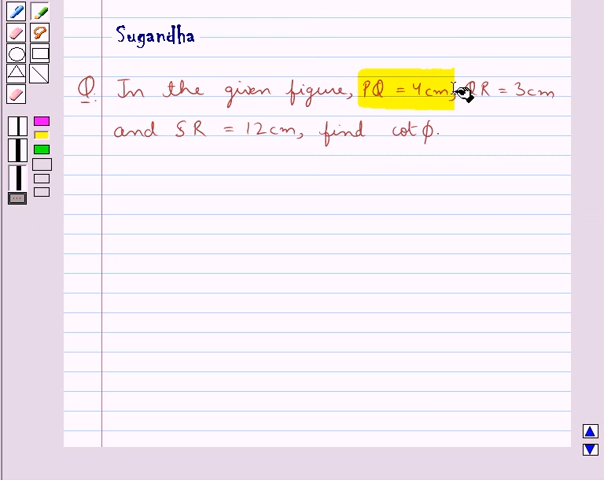 Sugandha
Q. In the given figure, PQ = 4cm, QR = 3cm
and SR = 12cm, find cot φ.